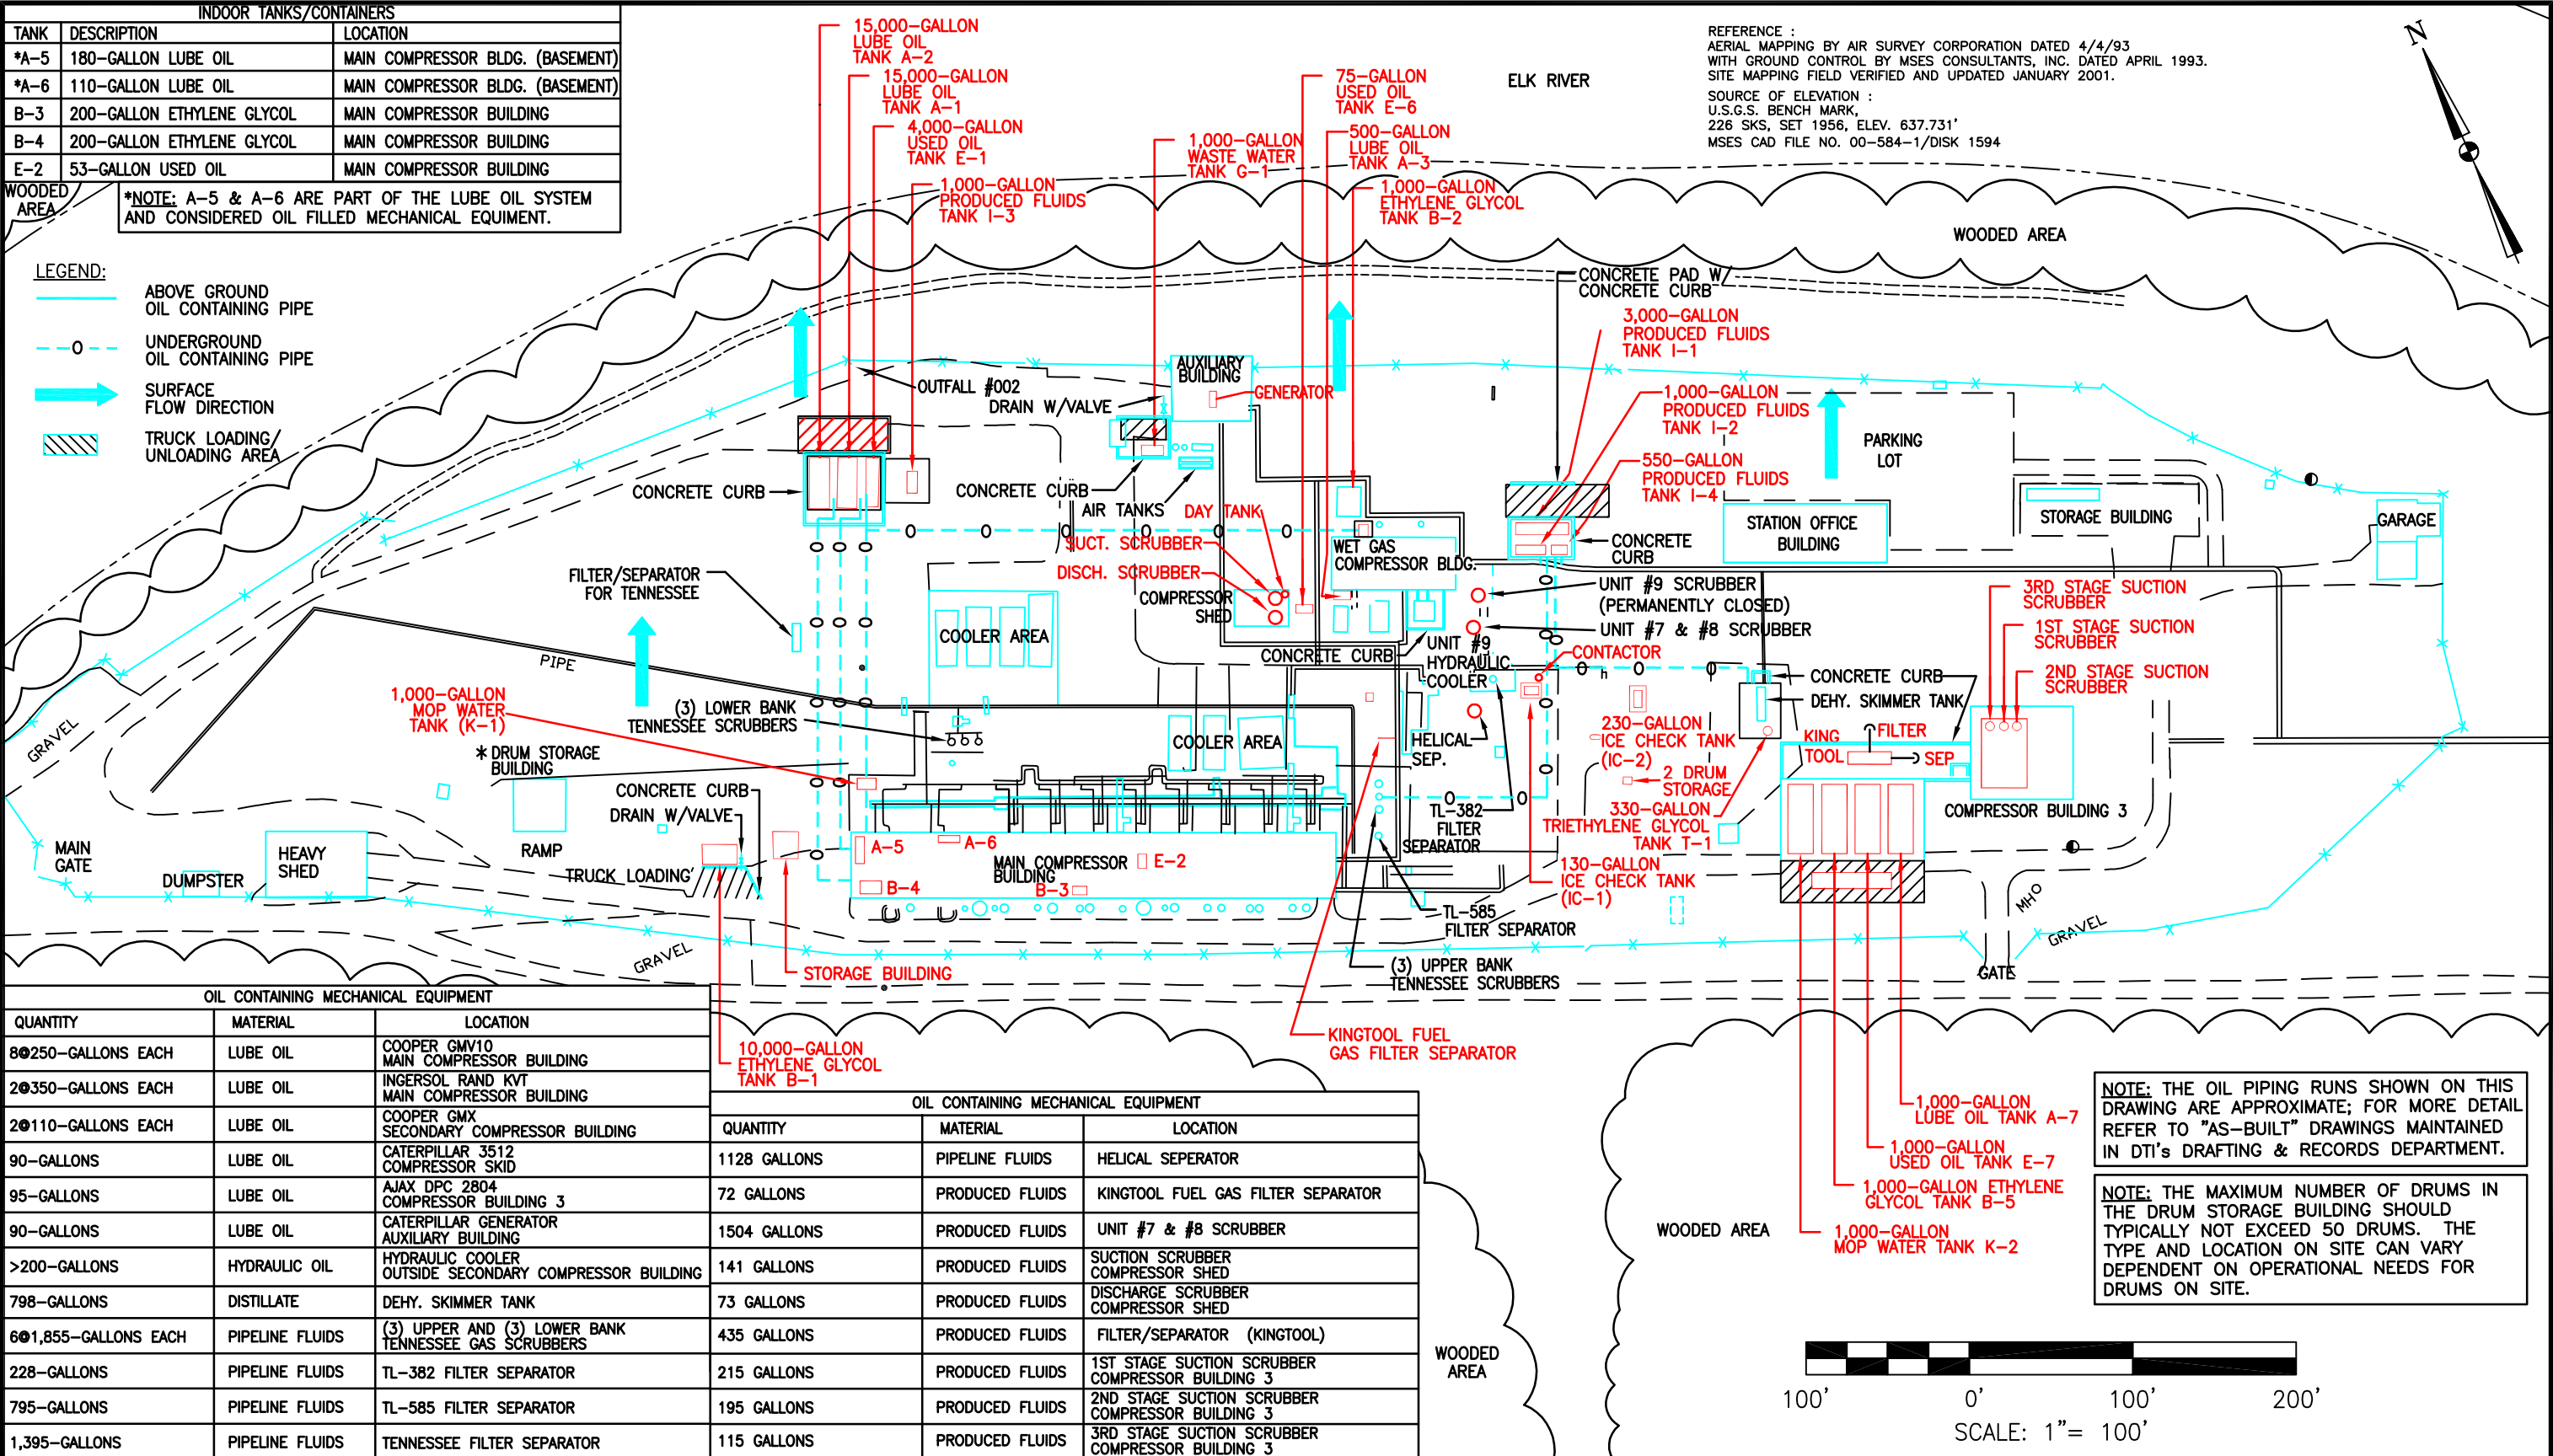 INDOOR TANKS/CONTAINERS
TANK DESCRIPTION LOCATION
*A-5 180-GALLON LUBE OIL MAIN COMPRESSOR BLDG. (BASEMENT)
*A-6 110-GALLON LUBE OIL MAIN COMPRESSOR BLDG. (BASEMENT)
B-3 200-GALLON ETHYLENE GLYCOL MAIN COMPRESSOR BUILDING
B-4 200-GALLON ETHYLENE GLYCOL MAIN COMPRESSOR BUILDING
E-2 53-GALLON USED OIL MAIN COMPRESSOR BUILDING
*NOTE: A-5 & A-6 ARE PART OF THE LUBE OIL SYSTEM
AND CONSIDERED OIL FILLED MECHANICAL EQUIMENT.
WOODED
AREA
LEGEND:
ABOVE GROUND
OIL CONTAINING PIPE
UNDERGROUND
OIL CONTAINING PIPE
SURFACE
FLOW DIRECTION
TRUCK LOADING/
UNLOADING AREA
15,000-GALLON
LUBE OIL
TANK A-2
15,000-GALLON
LUBE OIL
TANK A-1
4,000-GALLON
USED OIL
TANK E-1
1,000-GALLON
PRODUCED FLUIDS
TANK I-3
1,000-GALLON
WASTE WATER
TANK G-1
75-GALLON
USED OIL
TANK E-6
500-GALLON
LUBE OIL
TANK A-3
1,000-GALLON
ETHYLENE GLYCOL
TANK B-2
ELK RIVER
REFERENCE :
AERIAL MAPPING BY AIR SURVEY CORPORATION DATED 4/4/93
WITH GROUND CONTROL BY MSES CONSULTANTS, INC. DATED APRIL 1993.
SITE MAPPING FIELD VERIFIED AND UPDATED JANUARY 2001.
SOURCE OF ELEVATION :
U.S.G.S. BENCH MARK,
226 SKS, SET 1956, ELEV. 637.731'
MSES CAD FILE NO. 00-584-1/DISK 1594
N
WOODED AREA
CONCRETE PAD W/
CONCRETE CURB
3,000-GALLON
PRODUCED FLUIDS
TANK I-1
1,000-GALLON
PRODUCED FLUIDS
TANK I-2
550-GALLON
PRODUCED FLUIDS
TANK I-4
PARKING
LOT
AUXILIARY
BUILDING
GENERATOR
OUTFALL #002
DRAIN W/VALVE
CONCRETE CURB
CONCRETE CURB
AIR TANKS
DAY TANK
SUCT. SCRUBBER
DISCH. SCRUBBER
COMPRESSOR
SHED
WET GAS
COMPRESSOR BLDG.
CONCRETE
CURB
STATION OFFICE
BUILDING
STORAGE BUILDING
GARAGE
FILTER/SEPARATOR
FOR TENNESSEE
COOLER AREA
UNIT #9 SCRUBBER
(PERMANENTLY CLOSED)
UNIT #7 & #8 SCRUBBER
CONCRETE CURB
UNIT #9
HYDRAULIC
COOLER
CONTACTOR
h
3RD STAGE SUCTION
SCRUBBER
1ST STAGE SUCTION
SCRUBBER
2ND STAGE SUCTION
SCRUBBER
CONCRETE CURB
DEHY. SKIMMER TANK
PIPE
1,000-GALLON
MOP WATER
TANK (K-1)
(3) LOWER BANK
TENNESSEE SCRUBBERS
COOLER AREA
HELICAL
SEP.
230-GALLON
ICE CHECK TANK
(IC-2)
KING
TOOL
FILTER
SEP
2 DRUM
STORAGE
GRAVEL
* DRUM STORAGE
BUILDING
CONCRETE CURB
DRAIN W/VALVE
TL-382
FILTER
SEPARATOR
330-GALLON
TRIETHYLENE GLYCOL
TANK T-1
COMPRESSOR BUILDING 3
MAIN
GATE
HEAVY
SHED
RAMP
DUMPSTER
TRUCK LOADING
A-5
A-6
MAIN COMPRESSOR
BUILDING
E-2
B-4
B-3
130-GALLON
ICE CHECK TANK
(IC-1)
TL-585
FILTER SEPARATOR
MH
GRAVEL
GRAVEL
GATE
STORAGE BUILDING
(3) UPPER BANK
TENNESSEE SCRUBBERS
KINGTOOL FUEL
GAS FILTER SEPARATOR
10,000-GALLON
ETHYLENE GLYCOL
TANK B-1
1,000-GALLON
LUBE OIL TANK A-7
1,000-GALLON
USED OIL TANK E-7
1,000-GALLON ETHYLENE
GLYCOL TANK B-5
1,000-GALLON
MOP WATER TANK K-2
WOODED AREA
WOODED
AREA
OIL CONTAINING MECHANICAL EQUIPMENT
QUANTITY MATERIAL LOCATION
8@250-GALLONS EACH LUBE OIL COOPER GMV10
MAIN COMPRESSOR BUILDING
2@350-GALLONS EACH LUBE OIL INGERSOL RAND KVT
MAIN COMPRESSOR BUILDING
2@110-GALLONS EACH LUBE OIL COOPER GMX
SECONDARY COMPRESSOR BUILDING
90-GALLONS LUBE OIL CATERPILLAR 3512
COMPRESSOR SKID
95-GALLONS LUBE OIL AJAX DPC 2804
COMPRESSOR BUILDING 3
90-GALLONS LUBE OIL CATERPILLAR GENERATOR
AUXILIARY BUILDING
>200-GALLONS HYDRAULIC OIL HYDRAULIC COOLER
OUTSIDE SECONDARY COMPRESSOR BUILDING
798-GALLONS DISTILLATE DEHY. SKIMMER TANK
6@1,855-GALLONS EACH PIPELINE FLUIDS (3) UPPER AND (3) LOWER BANK
TENNESSEE GAS SCRUBBERS
228-GALLONS PIPELINE FLUIDS TL-382 FILTER SEPARATOR
795-GALLONS PIPELINE FLUIDS TL-585 FILTER SEPARATOR
1,395-GALLONS PIPELINE FLUIDS TENNESSEE FILTER SEPARATOR
OIL CONTAINING MECHANICAL EQUIPMENT
QUANTITY MATERIAL LOCATION
1128 GALLONS PIPELINE FLUIDS HELICAL SEPERATOR
72 GALLONS PRODUCED FLUIDS KINGTOOL FUEL GAS FILTER SEPARATOR
1504 GALLONS PRODUCED FLUIDS UNIT #7 & #8 SCRUBBER
141 GALLONS PRODUCED FLUIDS SUCTION SCRUBBER
COMPRESSOR SHED
73 GALLONS PRODUCED FLUIDS DISCHARGE SCRUBBER
COMPRESSOR SHED
435 GALLONS PRODUCED FLUIDS FILTER/SEPARATOR (KINGTOOL)
215 GALLONS PRODUCED FLUIDS 1ST STAGE SUCTION SCRUBBER
COMPRESSOR BUILDING 3
195 GALLONS PRODUCED FLUIDS 2ND STAGE SUCTION SCRUBBER
COMPRESSOR BUILDING 3
115 GALLONS PRODUCED FLUIDS 3RD STAGE SUCTION SCRUBBER
COMPRESSOR BUILDING 3
NOTE: THE OIL PIPING RUNS SHOWN ON THIS
DRAWING ARE APPROXIMATE; FOR MORE DETAIL
REFER TO "AS-BUILT" DRAWINGS MAINTAINED
IN DTI's DRAFTING & RECORDS DEPARTMENT.
NOTE: THE MAXIMUM NUMBER OF DRUMS IN
THE DRUM STORAGE BUILDING SHOULD
TYPICALLY NOT EXCEED 50 DRUMS. THE
TYPE AND LOCATION ON SITE CAN VARY
DEPENDENT ON OPERATIONAL NEEDS FOR
DRUMS ON SITE.
100' 0' 100' 200'
SCALE: 1"= 100'